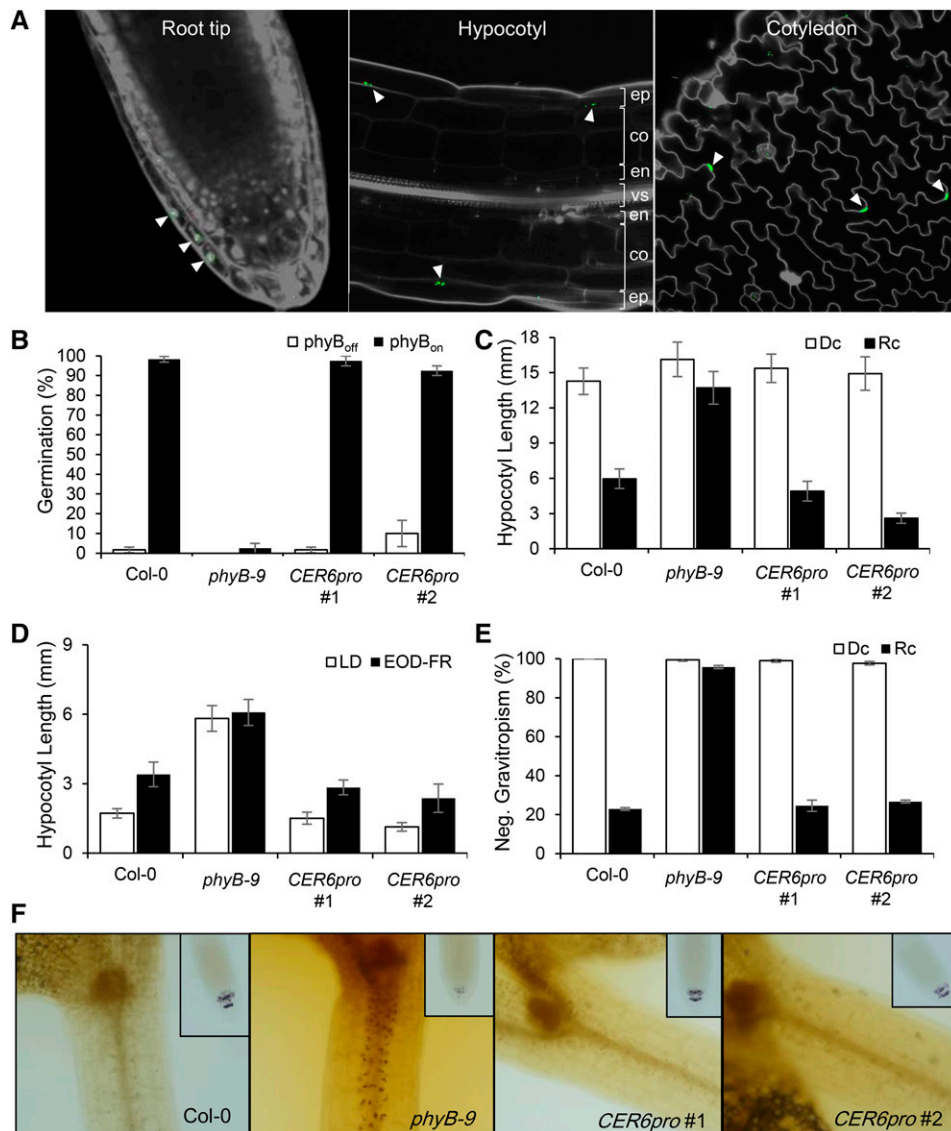 A
Root tip
Hypocotyl
Cotyledon
ep
co
en
vs
en
co
ep
B
phyBoff phyBon
Germination (%)
100
90
80
70
60
50
40
30
20
10
0
Col-0 phyB-9 CER6pro CER6pro
#1 #2
C
Dc Rc
Hypocotyl Length (mm)
18
15
12
9
6
3
0
Col-0 phyB-9 CER6pro CER6pro
#1 #2
D
LD EOD-FR
Hypocotyl Length (mm)
9
6
3
0
Col-0 phyB-9 CER6pro CER6pro
#1 #2
E
Dc Rc
Neg. Gravitropism (%)
100
80
60
40
20
0
Col-0 phyB-9 CER6pro CER6pro
#1 #2
F
Col-0
phyB-9
CER6pro #1
CER6pro #2